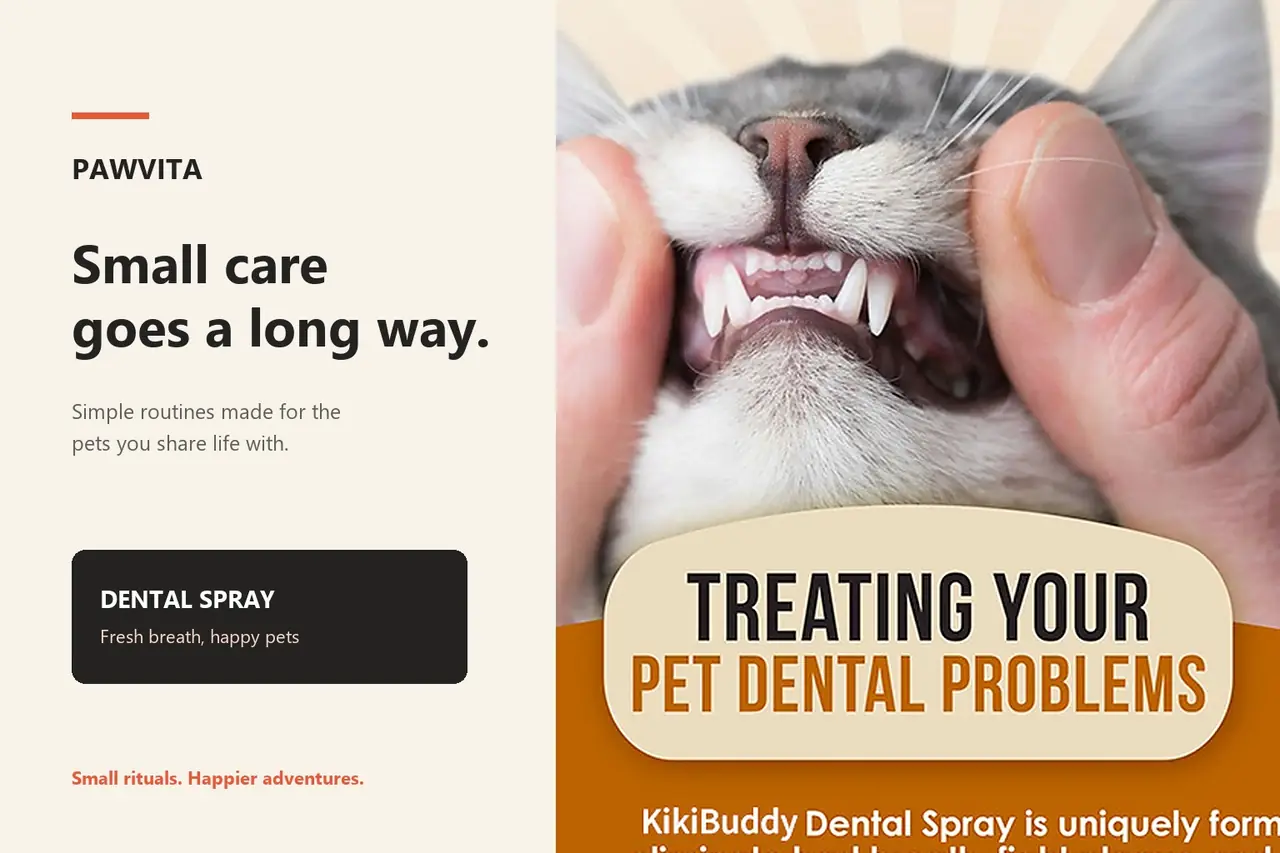 PAWVITA
Small care
goes a long way.
Simple routines made for the
pets you share life with.
DENTAL SPRAY
Fresh breath, happy pets
Small rituals. Happier adventures.
TREATING YOUR
PET DENTAL PROBLEMS
KikiBuddy Dental Spray is uniquely form